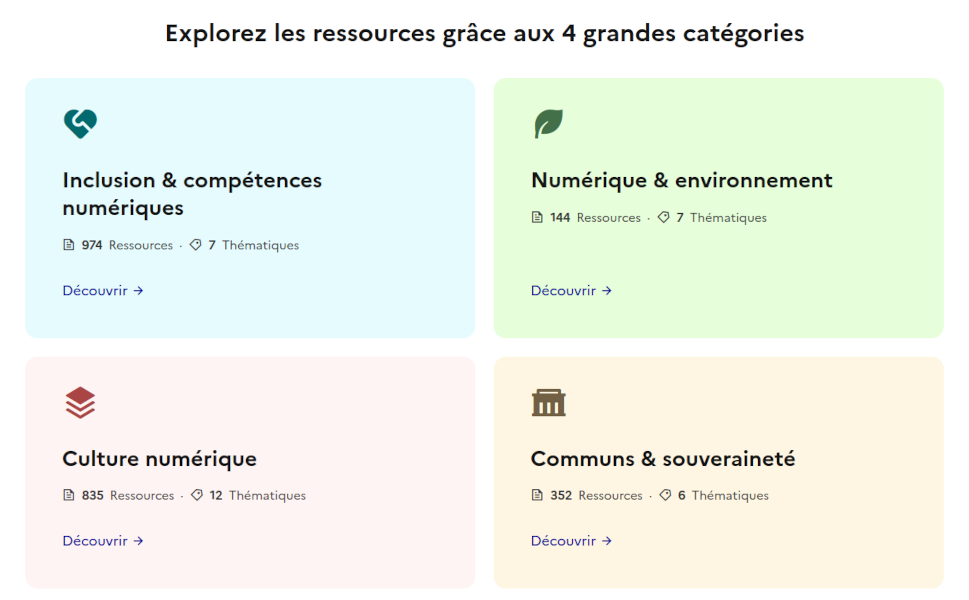 Explorez les ressources grâce aux 4 grandes catégories
Inclusion & compétences
numériques
974 Ressources · 7 Thématiques
Découvrir →
Numérique & environnement
144 Ressources · 7 Thématiques
Découvrir →
Culture numérique
835 Ressources · 12 Thématiques
Découvrir →
Communs & souveraineté
352 Ressources · 6 Thématiques
Découvrir →